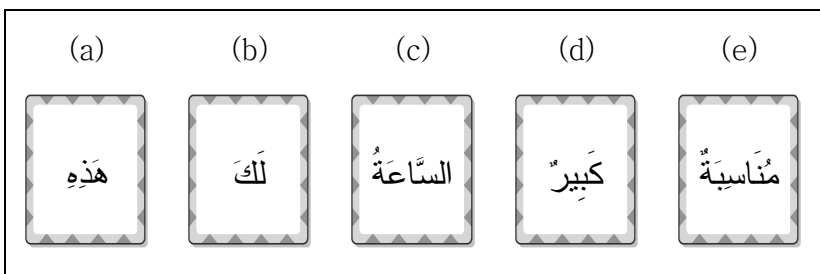 (a) (b) (c) (d) (e)
هَذِهِ لَكَ السَّاعَةُ كَبِيرٌ مُنَاسِبَةٌ